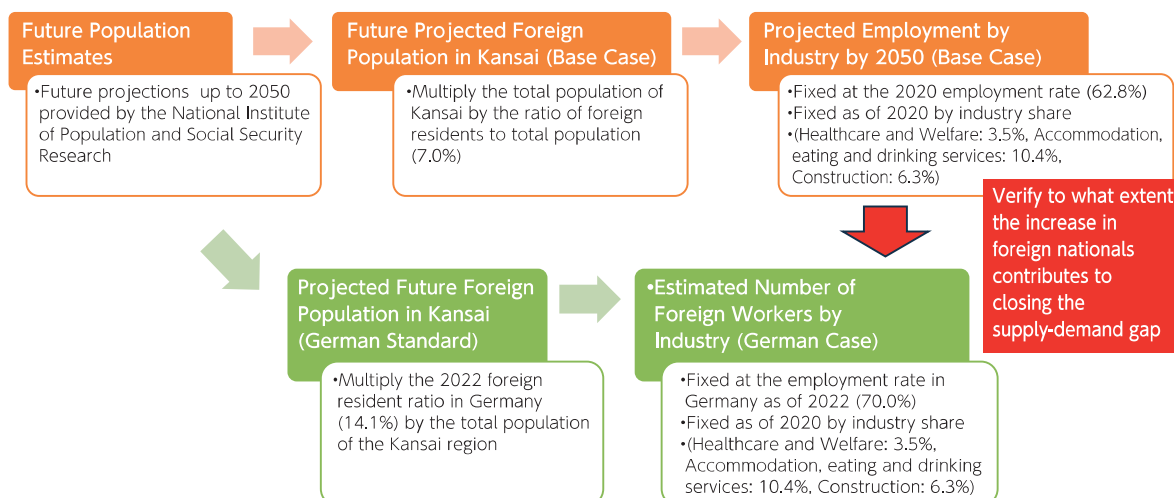 Future Population
Estimates
•Future projections up to 2050
provided by the National Institute
of Population and Social Security
Research
Future Projected Foreign
Population in Kansai (Base Case)
•Multiply the total population of
Kansai by the ratio of foreign
residents to total population
(7.0%)
Projected Employment by
Industry by 2050 (Base Case)
•Fixed at the 2020 employment rate (62.8%)
•Fixed as of 2020 by industry share
•(Healthcare and Welfare: 3.5%, Accommodation,
eating and drinking services: 10.4%,
Construction: 6.3%)
Verify to what extent
the increase in
foreign nationals
contributes to
closing the
supply-demand gap
Projected Future Foreign
Population in Kansai
(German Standard)
•Multiply the 2022 foreign
resident ratio in Germany
(14.1%) by the total population
of the Kansai region
•Estimated Number of
Foreign Workers by
Industry (German Case)
•Fixed at the employment rate in
Germany as of 2022 (70.0%)
•Fixed as of 2020 by industry share
•(Healthcare and Welfare: 3.5%,
Accommodation, eating and drinking
services: 10.4%, Construction: 6.3%)